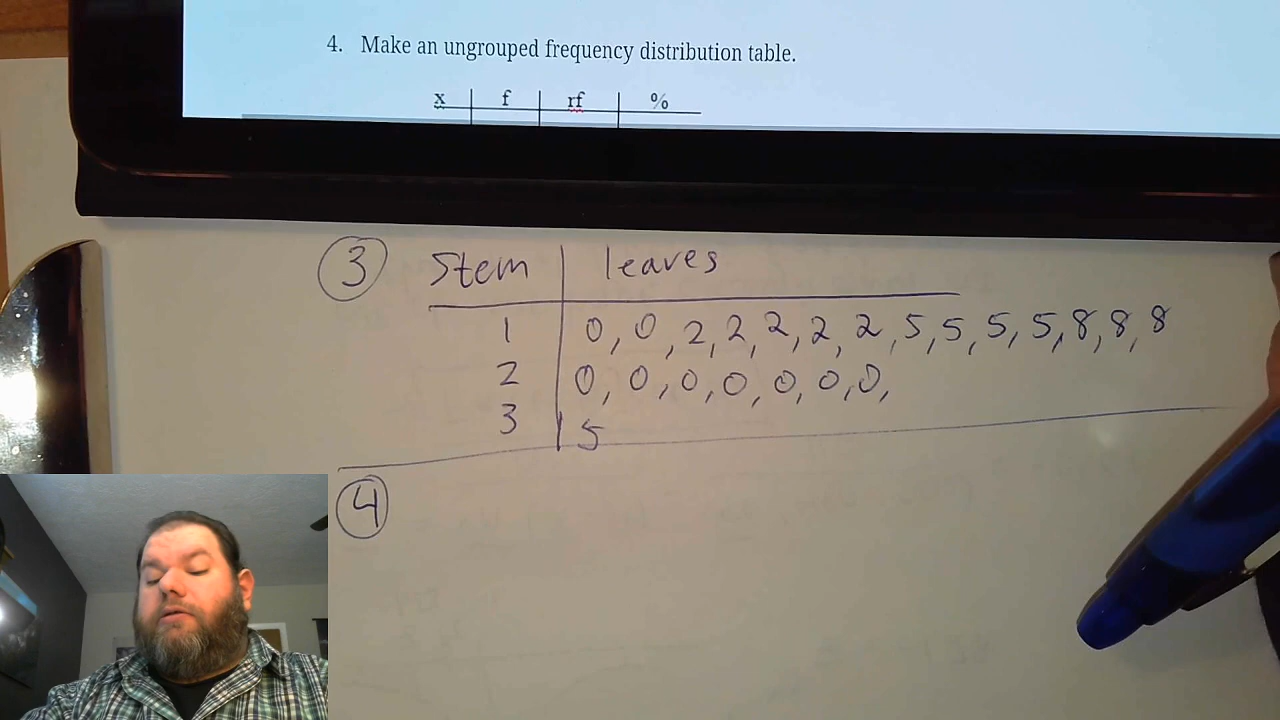 4. Make an ungrouped frequency distribution table.
x f rf %
3 Stem leaves
1 0, 0, 2, 2, 2, 2, 2, 5, 5, 5, 5, 8, 8, 8
2 0, 0, 0, 0, 0, 0, 0,
3 5
4